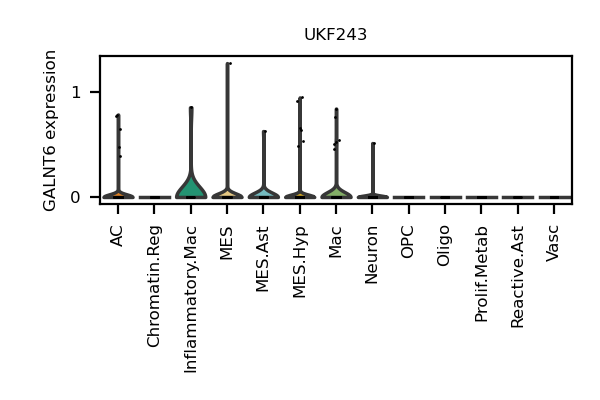 UKF243
GALNT6 expression
1
0
AC
Chromatin.Reg
Inflammatory.Mac
MES
MES.Ast
MES.Hyp
Mac
Neuron
OPC
Oligo
Prolif.Metab
Reactive.Ast
Vasc